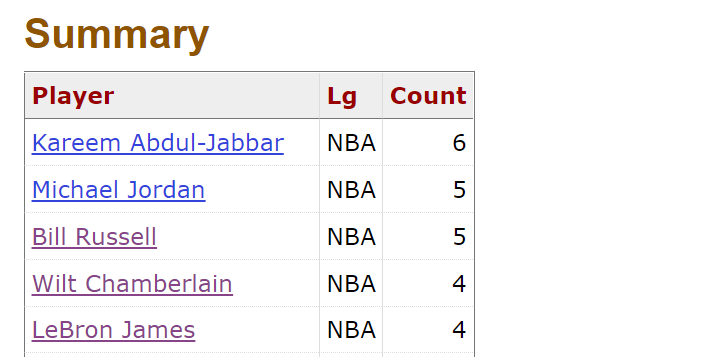 Summary
Player Lg Count
Kareem Abdul-Jabbar NBA 6
Michael Jordan NBA 5
Bill Russell NBA 5
Wilt Chamberlain NBA 4
LeBron James NBA 4